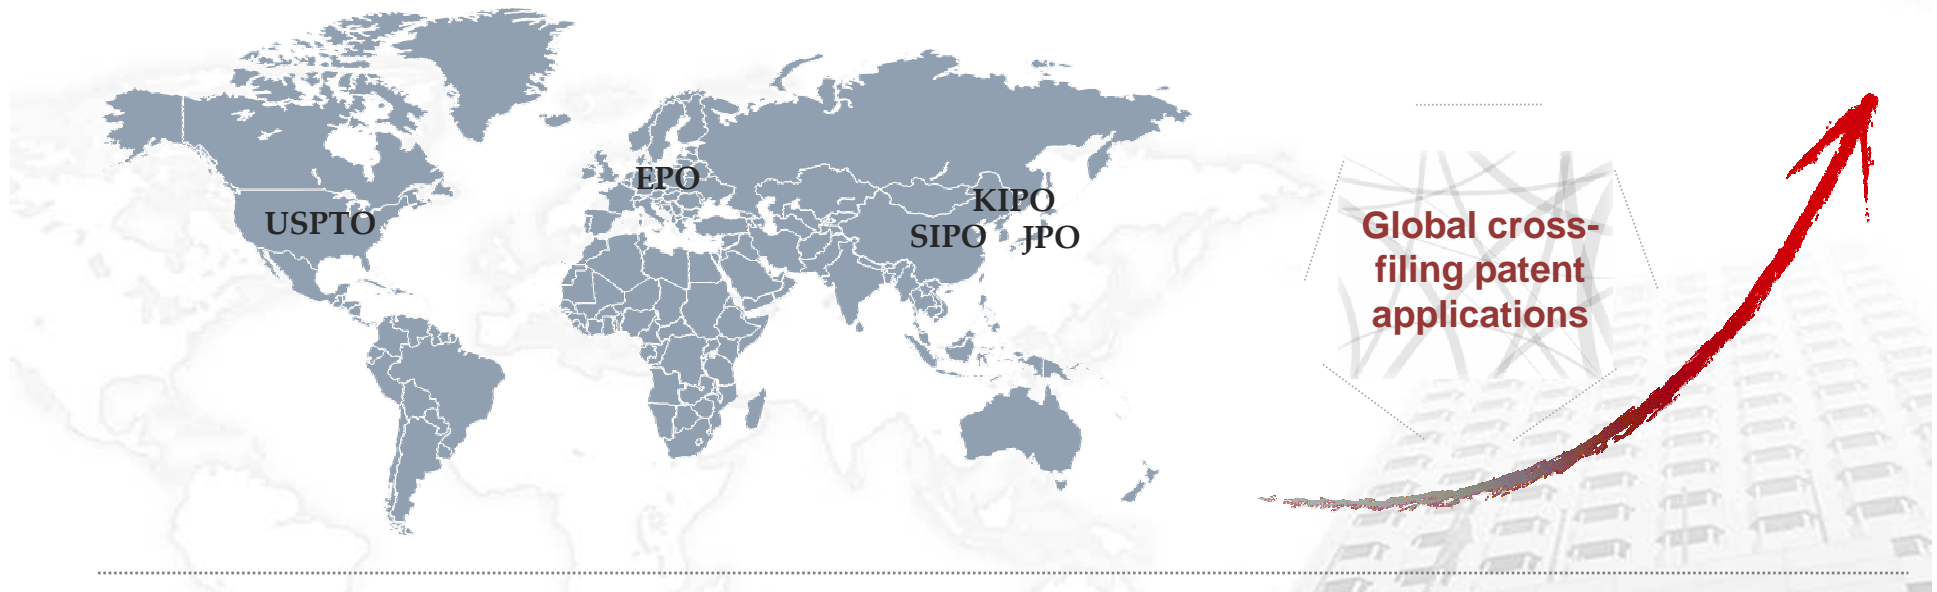 EPO
USPTO
KIPO
SIPO
JPO
Global cross-
filing patent
applications